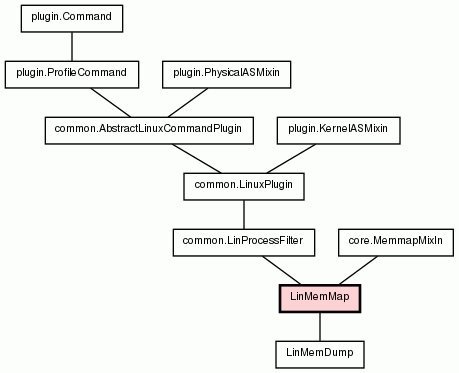 plugin.Command
plugin.ProfileCommand
plugin.PhysicalASMixin
common.AbstractLinuxCommandPlugin
plugin.KernelASMixin
common.LinuxPlugin
common.LinProcessFilter
core.MemmapMixIn
LinMemMap
LinMemDump